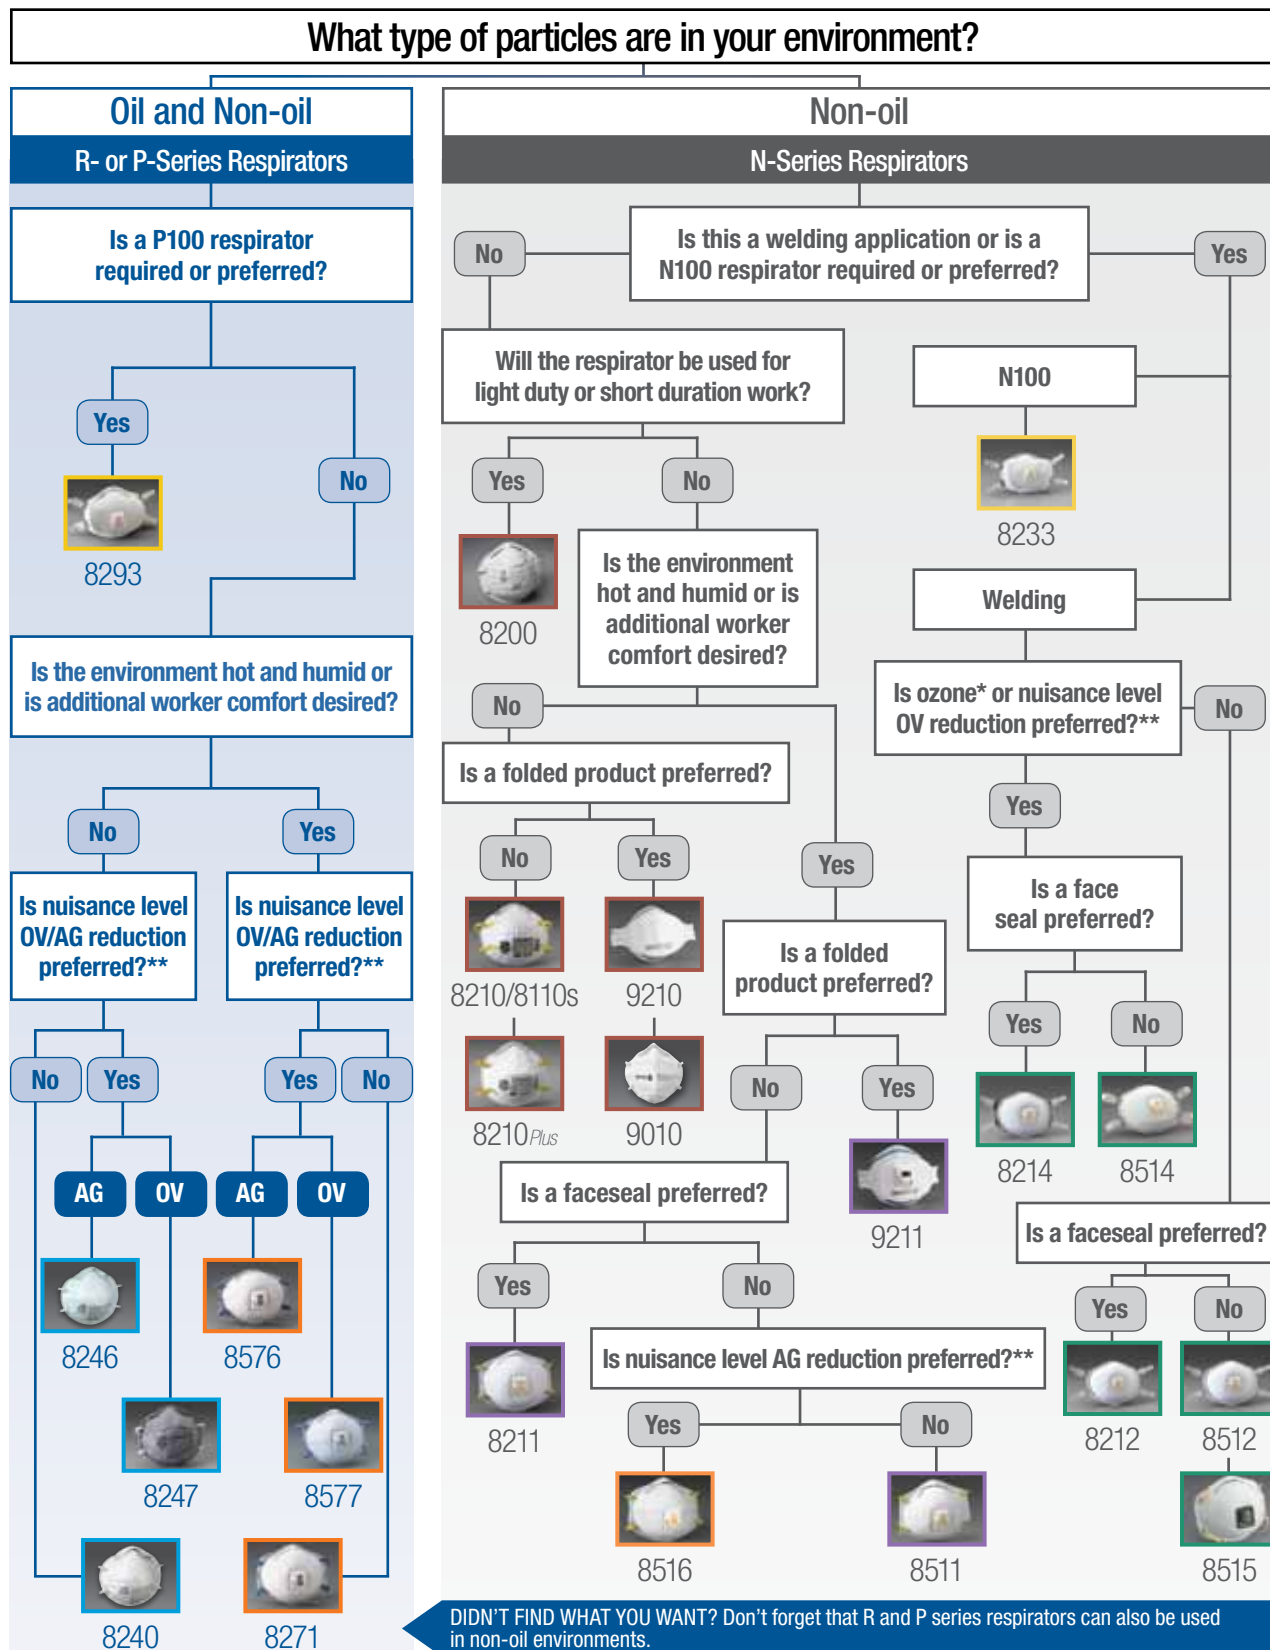 What type of particles are in your environment?
Oil and Non-oil
R- or P-Series Respirators
Is a P100 respirator
required or preferred?
Yes
No
8293
Is the environment hot and humid or
is additional worker comfort desired?
No
Yes
Is nuisance level
OV/AG reduction
preferred?**
Is nuisance level
OV/AG reduction
preferred?**
No
Yes
Yes
No
AG
OV
AG
OV
8246
8576
8247
8577
8240
8271
Non-oil
N-Series Respirators
Is this a welding application or is a
N100 respirator required or preferred?
No
Yes
Will the respirator be used for
light duty or short duration work?
Yes
No
8200
Is the environment
hot and humid or is
additional worker
comfort desired?
No
Yes
Is a folded product preferred?
No
Yes
8210/8110s
9210
8210Plus
9010
Is a folded
product preferred?
No
Yes
9211
Is a faceseal preferred?
Yes
No
8211
Is nuisance level AG reduction preferred?**
Yes
No
8516
8511
N100
8233
Welding
Is ozone* or nuisance level
OV reduction preferred?**
No
Yes
Is a face
seal preferred?
Yes
No
8214
8514
Is a faceseal preferred?
Yes
No
8212
8512
8515
DIDN'T FIND WHAT YOU WANT? Don't forget that R and P series respirators can also be used
in non-oil environments.